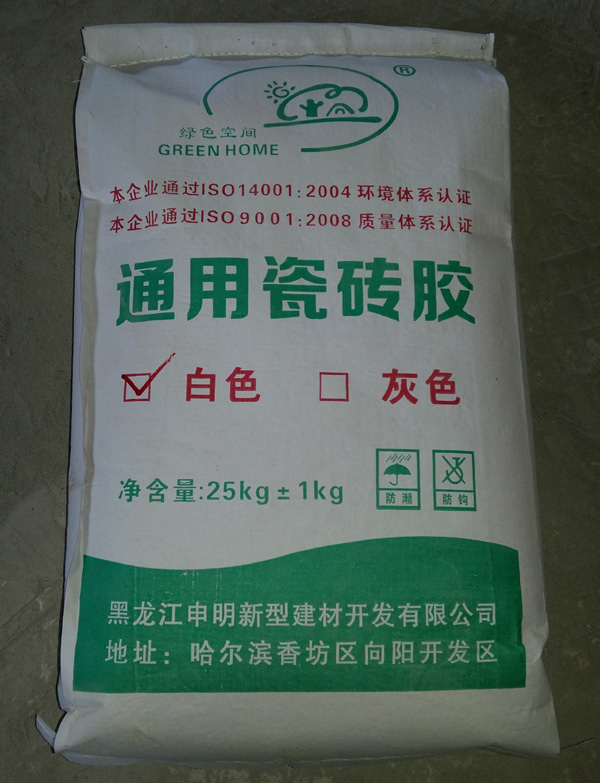 ®
绿色空间
GREEN HOME
本企业通过ISO14001:2004 环境体系认证
本企业通过ISO9001:2008 质量体系认证
通用瓷砖胶
白色 灰色
净含量:25kg±1kg
防潮 防钩
黑龙江申明新型建材开发有限公司
地址：哈尔滨香坊区向阳开发区